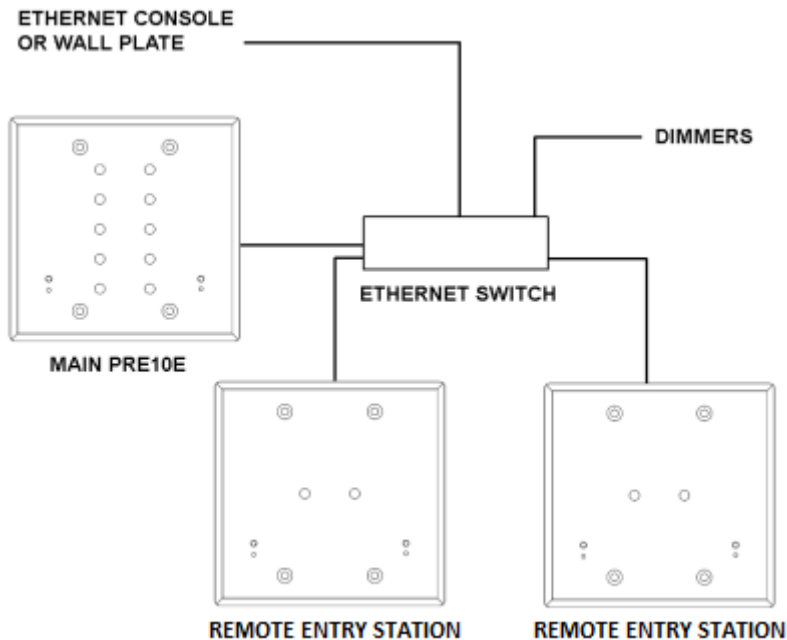 ETHERNET CONSOLE
OR WALL PLATE
DIMMERS
ETHERNET SWITCH
MAIN PRE10E
REMOTE ENTRY STATION
REMOTE ENTRY STATION